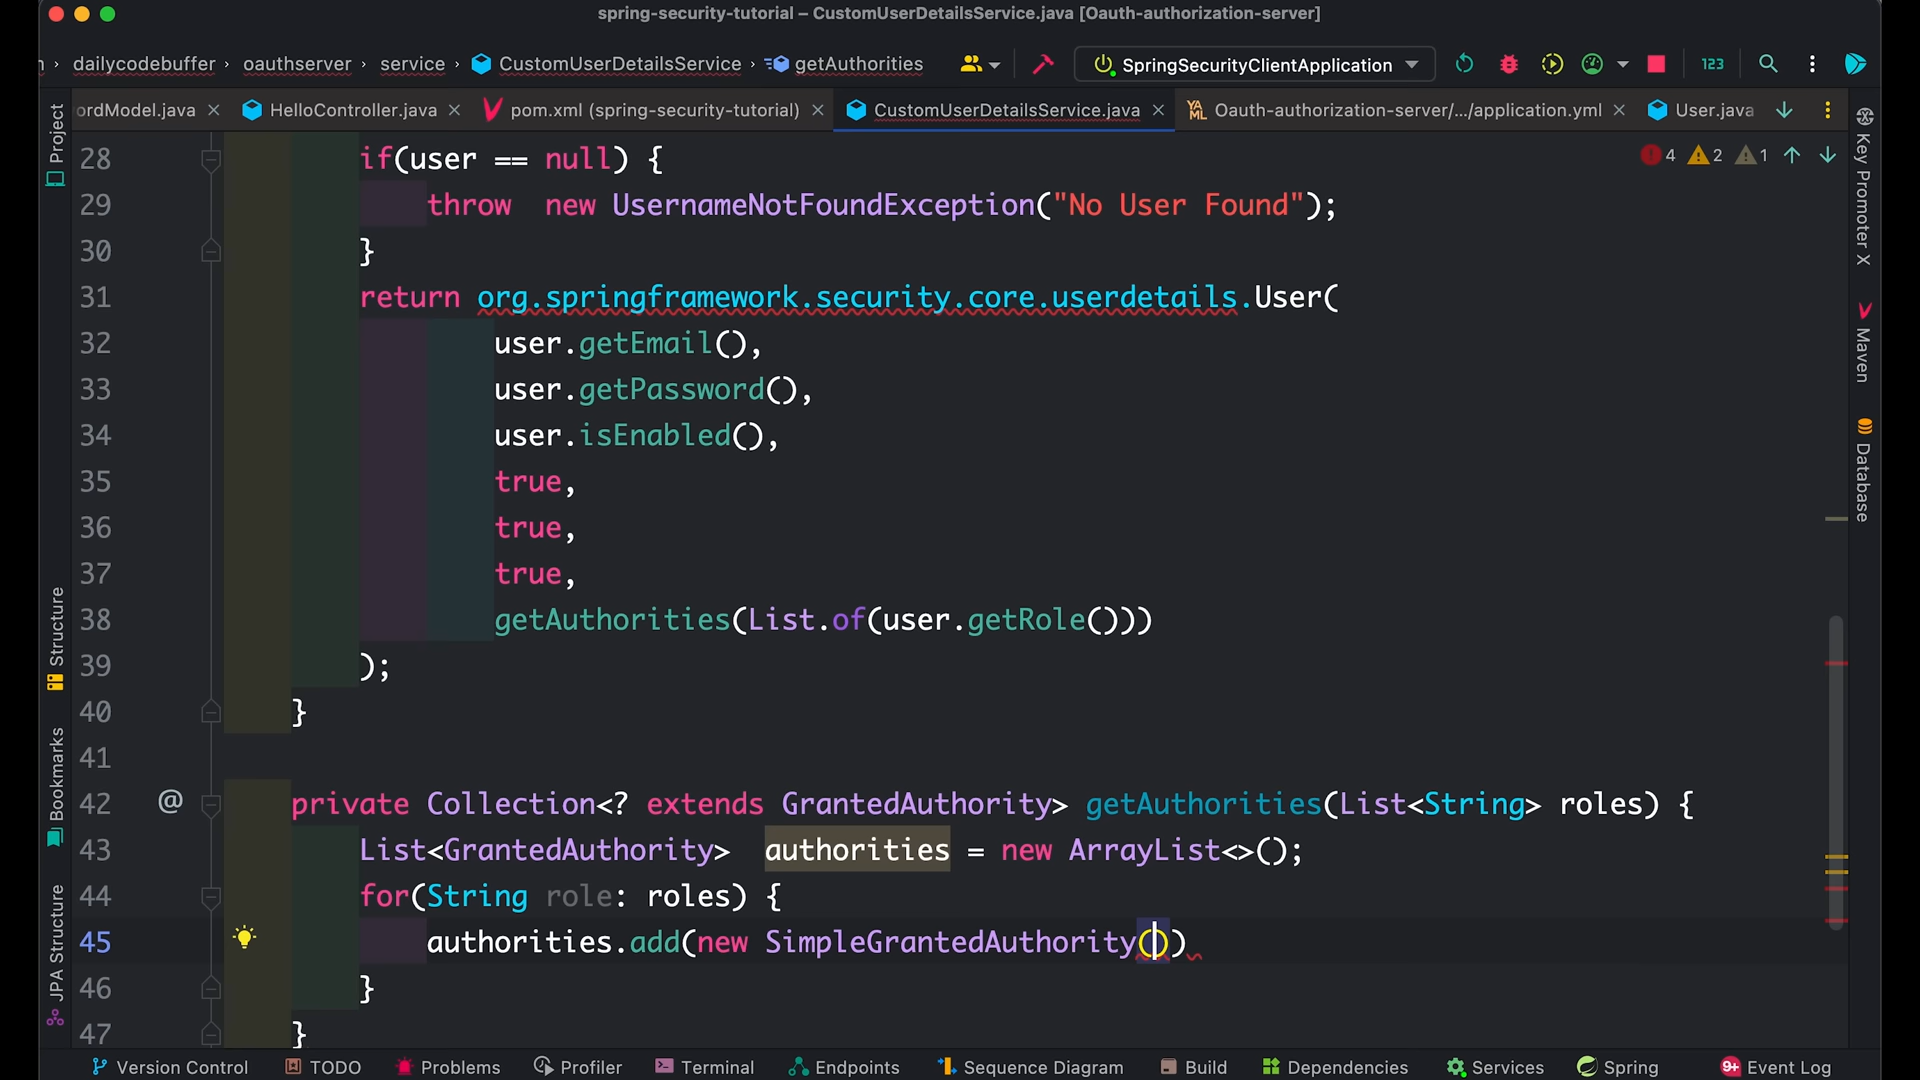 spring-security-tutorial – CustomUserDetailsService.java [Oauth-authorization-server]
dailycodebuffer › oauthserver › service › CustomUserDetailsService › getAuthorities
SpringSecurityClientApplication
123
ordModel.java
HelloController.java
pom.xml (spring-security-tutorial)
CustomUserDetailsService.java
Oauth-authorization-server/.../application.yml
User.java
Project
Structure
Bookmarks
JPA Structure
4 2 1
28 if(user == null) {
29 throw  new UsernameNotFoundException("No User Found");
30 }
31 return org.springframework.security.core.userdetails.User(
32 user.getEmail(),
33 user.getPassword(),
34 user.isEnabled(),
35 true,
36 true,
37 true,
38 getAuthorities(List.of(user.getRole()))
39 );
40 }
41
42 @ private Collection<? extends GrantedAuthority> getAuthorities(List<String> roles) {
43 List<GrantedAuthority>  authorities = new ArrayList<>();
44 for(String role: roles) {
45 authorities.add(new SimpleGrantedAuthority())
46 }
47 }
Key Promoter X
Maven
Database
Version Control
TODO
Problems
Profiler
Terminal
Endpoints
Sequence Diagram
Build
Dependencies
Services
Spring
9+ Event Log